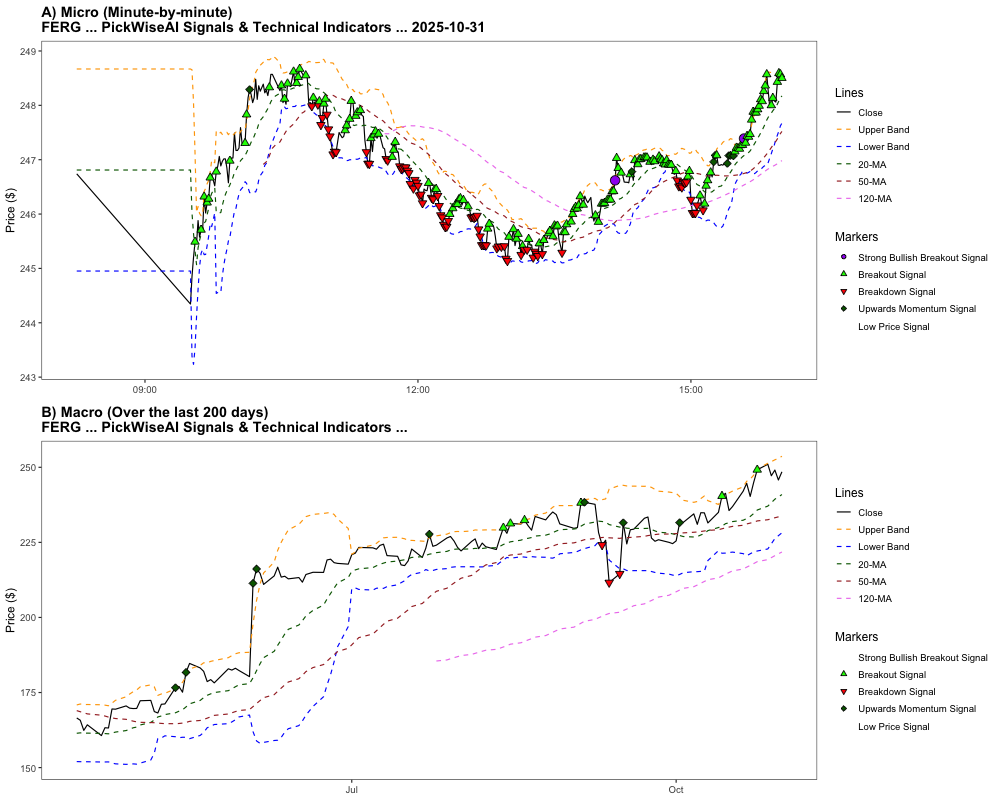 A) Micro (Minute-by-minute)
FERG ... PickWiseAI Signals & Technical Indicators ... 2025-10-31
Price ($)
249
248
247
246
245
244
243
09:00
12:00
15:00
Lines
Close
Upper Band
Lower Band
20-MA
50-MA
120-MA
Markers
Strong Bullish Breakout Signal
Breakout Signal
Breakdown Signal
Upwards Momentum Signal
Low Price Signal
B) Macro (Over the last 200 days)
FERG ... PickWiseAI Signals & Technical Indicators ...
Price ($)
250
225
200
175
150
Jul
Oct
Lines
Close
Upper Band
Lower Band
20-MA
50-MA
120-MA
Markers
Strong Bullish Breakout Signal
Breakout Signal
Breakdown Signal
Upwards Momentum Signal
Low Price Signal